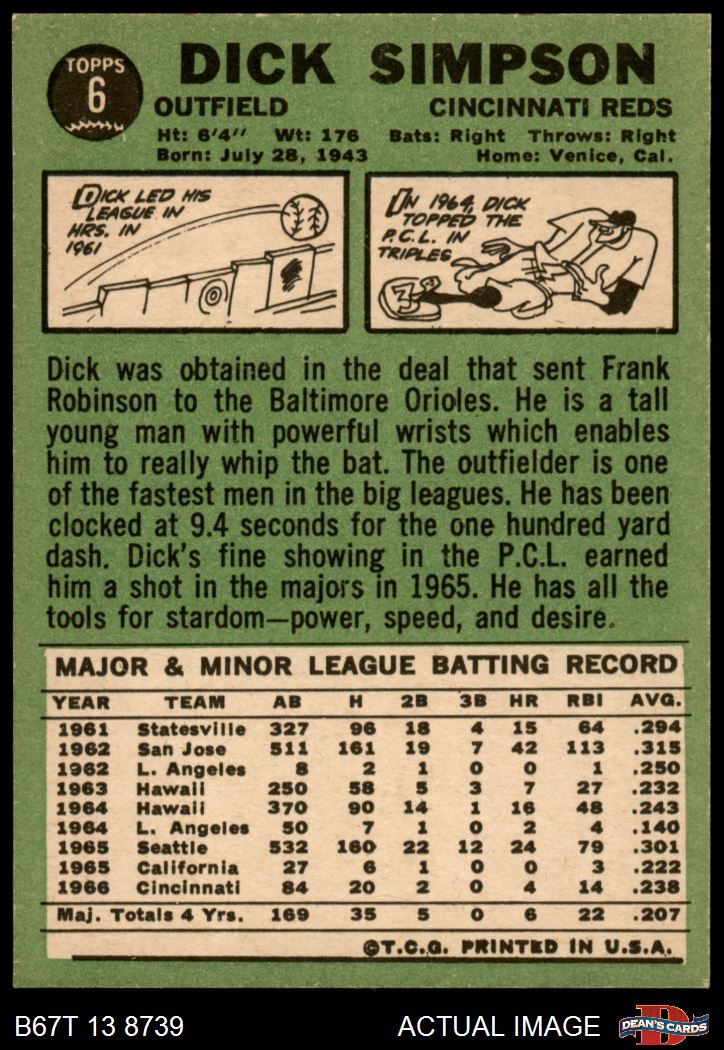 TOPPS
6
DICK SIMPSON
OUTFIELD CINCINNATI REDS
Ht: 6'4" Wt: 176 Bats: Right Throws: Right
Born: July 28, 1943 Home: Venice, Cal.
DICK LED HIS
LEAGUE IN
HRS. IN
1961
IN 1964, DICK
TOPPED THE
P.C.L. IN
TRIPLES
3
Dick was obtained in the deal that sent Frank
Robinson to the Baltimore Orioles. He is a tall
young man with powerful wrists which enables
him to really whip the bat. The outfielder is one
of the fastest men in the big leagues. He has been
clocked at 9.4 seconds for the one hundred yard
dash. Dick's fine showing in the P.C.L. earned
him a shot in the majors in 1965. He has all the
tools for stardom—power, speed, and desire.
MAJOR & MINOR LEAGUE BATTING RECORD
YEAR TEAM AB H 2B 3B HR RBI AVG.
1961 Statesville 327 96 18 4 15 64 .294
1962 San Jose 511 161 19 7 42 113 .315
1962 L. Angeles 8 2 1 0 0 1 .250
1963 Hawaii 250 58 5 3 7 27 .232
1964 Hawaii 370 90 14 1 16 48 .243
1964 L. Angeles 50 7 1 0 2 4 .140
1965 Seattle 532 160 22 12 24 79 .301
1965 California 27 6 1 0 0 3 .222
1966 Cincinnati 84 20 2 0 4 14 .238
Maj. Totals 4 Yrs. 169 35 5 0 6 22 .207
©T.C.G. PRINTED IN U.S.A.
B67T 13 8739 ACTUAL IMAGE
D
DEAN'S CARDS